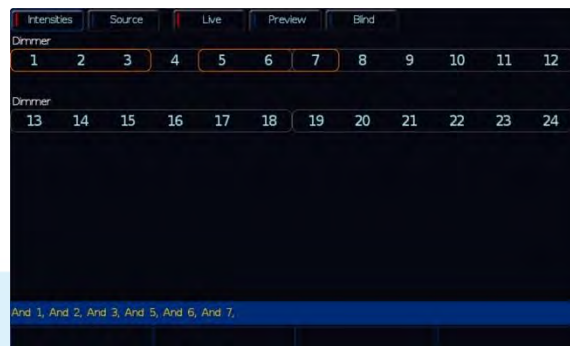 Intensities Source Live Preview Blind
Dimmer
1 2 3 4 5 6 7 8 9 10 11 12
Dimmer
13 14 15 16 17 18 19 20 21 22 23 24
And 1, And 2, And 3, And 5, And 6, And 7,